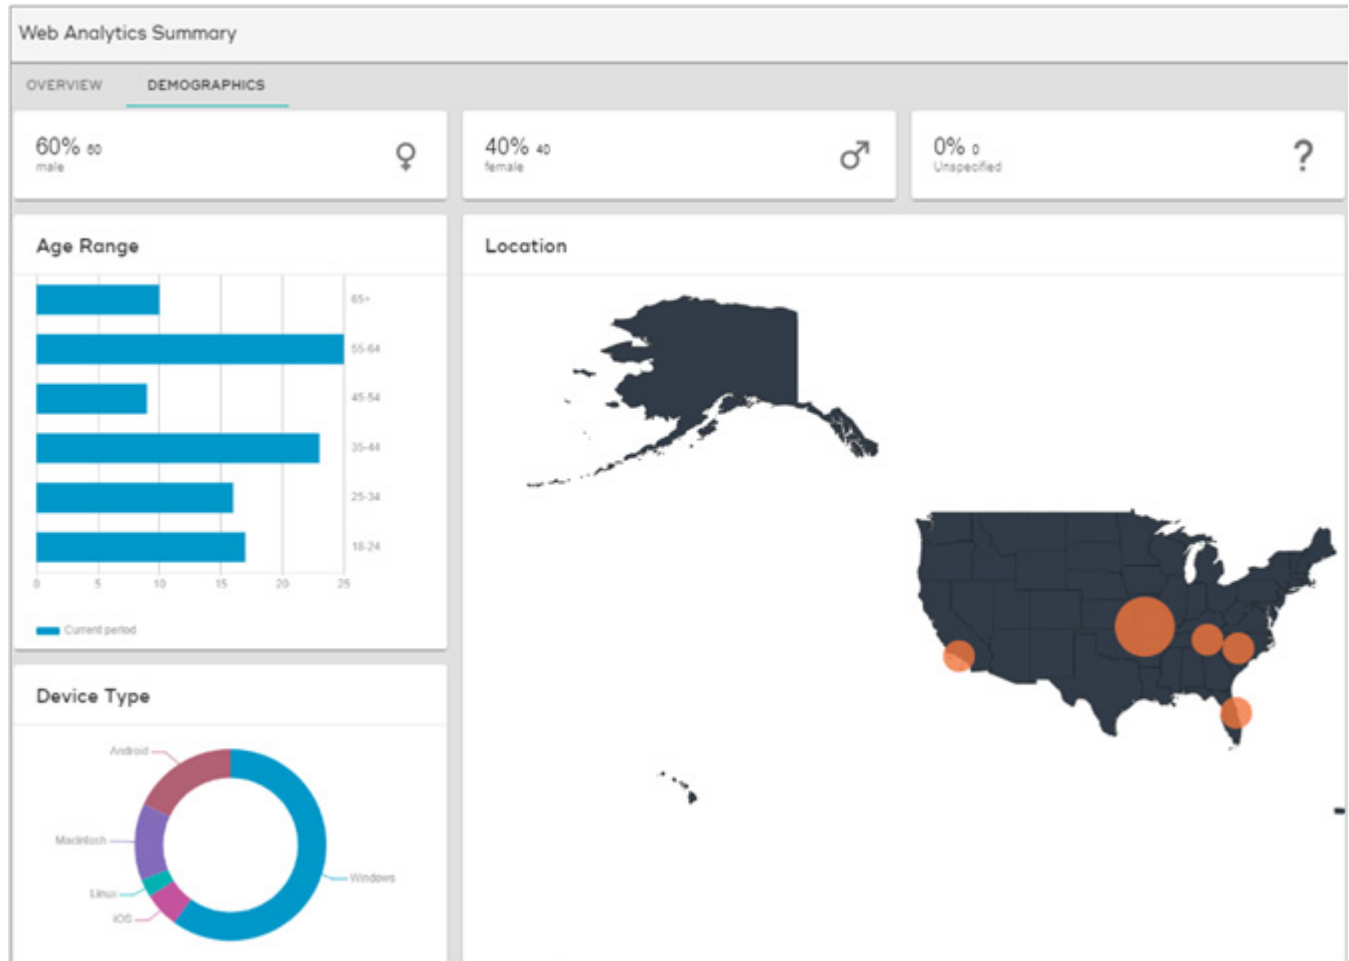 Web Analytics Summary
OVERVIEW DEMOGRAPHICS
60% 60
male
40% 40
female
0% 0
Unspecified
?
Age Range
65+
55-64
45-54
35-44
25-34
18-24
0 5 10 15 20 25
Current period
Location
Device Type
Android
Macintosh
Windows
Linux
iOS